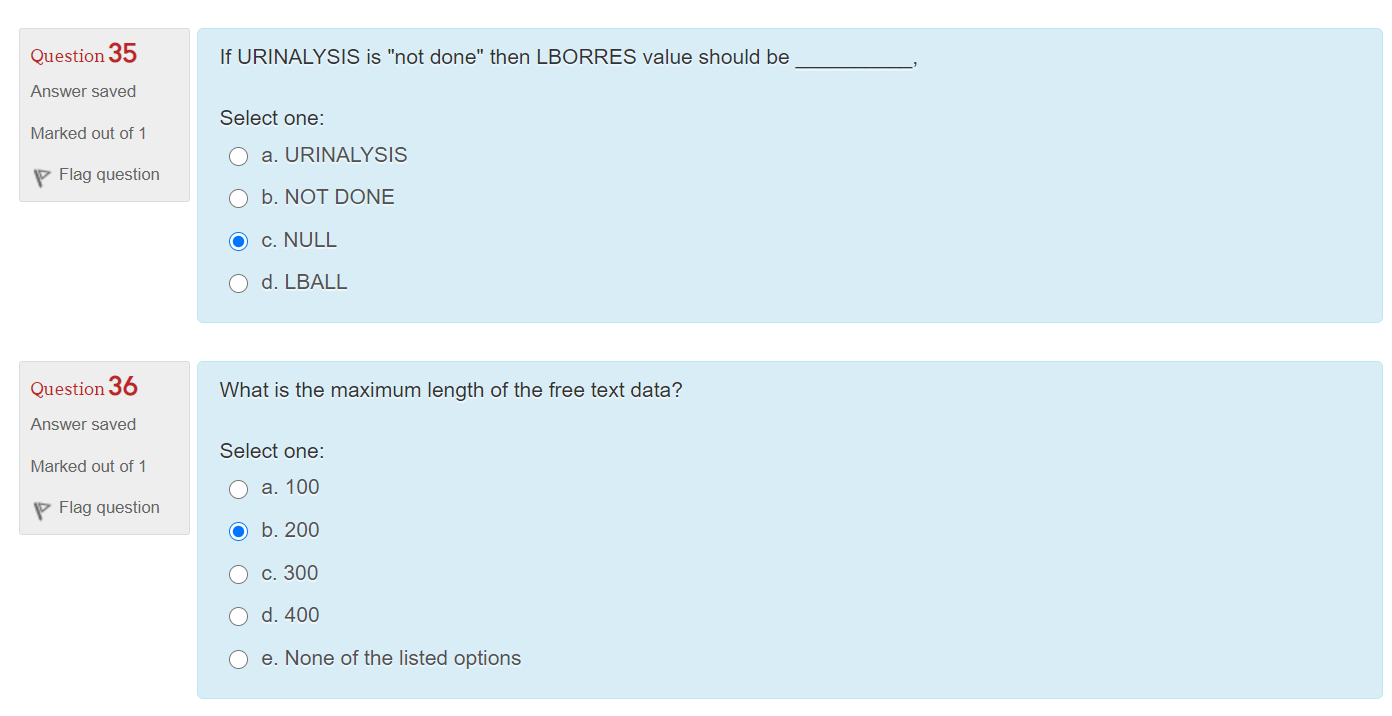 Question 35
Answer saved
Marked out of 1
Flag question
If URINALYSIS is "not done" then LBORRES value should be ___________,
Select one:
a. URINALYSIS
b. NOT DONE
c. NULL
d. LBALL
Question 36
Answer saved
Marked out of 1
Flag question
What is the maximum length of the free text data?
Select one:
a. 100
b. 200
c. 300
d. 400
e. None of the listed options